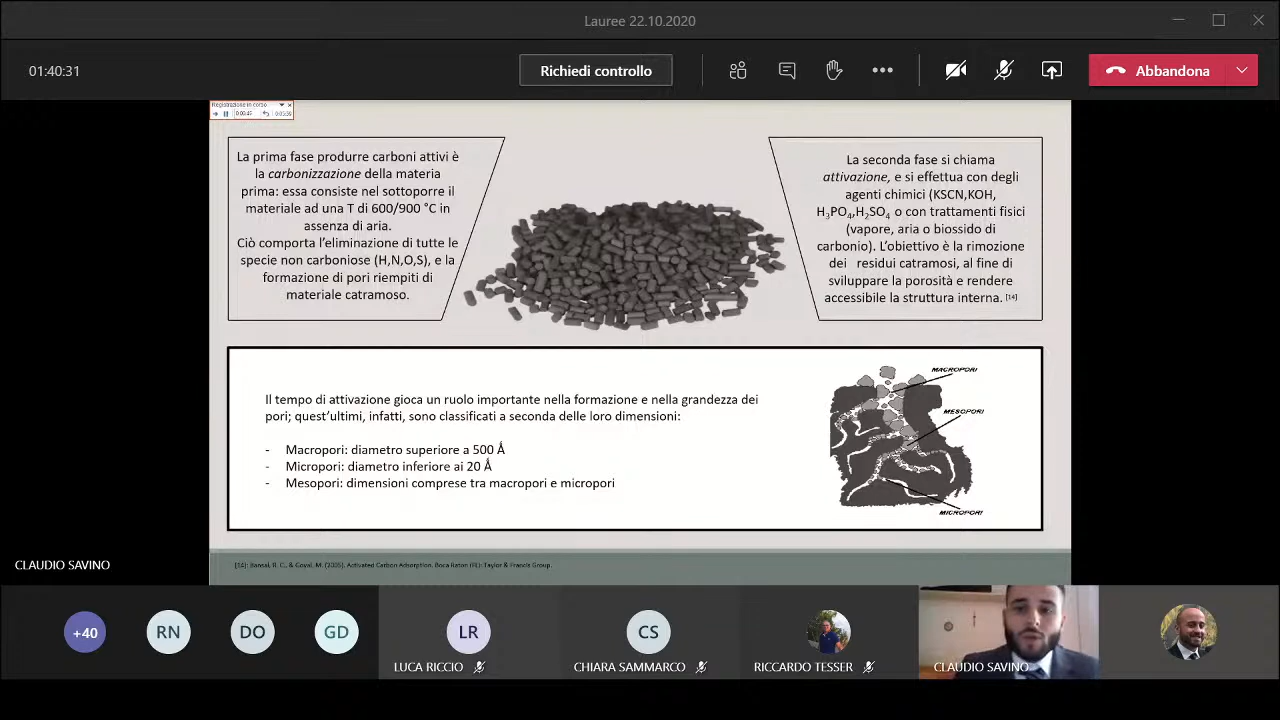 Lauree 22.10.2020
01:40:31
Richiedi controllo
Abbandona
Registrazione in corso
La prima fase produrre carboni attivi è
la carbonizzazione della materia
prima: essa consiste nel sottoporre il
materiale ad una T di 600/900 °C in
assenza di aria.
Ciò comporta l’eliminazione di tutte le
specie non carboniose (H,N,O,S), e la
formazione di pori riempiti di
materiale catramoso.
La seconda fase si chiama
attivazione, e si effettua con degli
agenti chimici (KSCN,KOH,
H₃PO₄,H₂SO₄ o con trattamenti fisici
(vapore, aria o biossido di
carbonio). L’obiettivo è la rimozione
dei residui catramosi, al fine di
sviluppare la porosità e rendere
accessibile la struttura interna. [14]
Il tempo di attivazione gioca un ruolo importante nella formazione e nella grandezza dei
pori; quest’ultimi, infatti, sono classificati a seconda delle loro dimensioni:
- Macropori: diametro superiore a 500 Å
- Micropori: diametro inferiore ai 20 Å
- Mesopori: dimensioni comprese tra macropori e micropori
MACROPORI
MESOPORI
MICROPORI
[14]: Bansal, R. C., & Goyal, M. (2005). Activated Carbon Adsorption. Boca Raton (FL): Taylor & Francis Group.
CLAUDIO SAVINO
+40
RN
DO
GD
LR
LUCA RICCIO
CS
CHIARA SAMMARCO
RICCARDO TESSER
CLAUDIO SAVINO